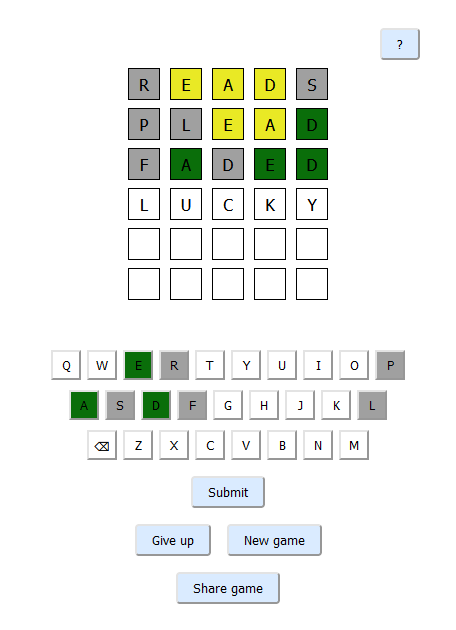 ?
R E A D S
P L E A D
F A D E D
L U C K Y
Q W E R T Y U I O P
A S D F G H J K L
⌫ Z X C V B N M
Submit
Give up New game
Share game